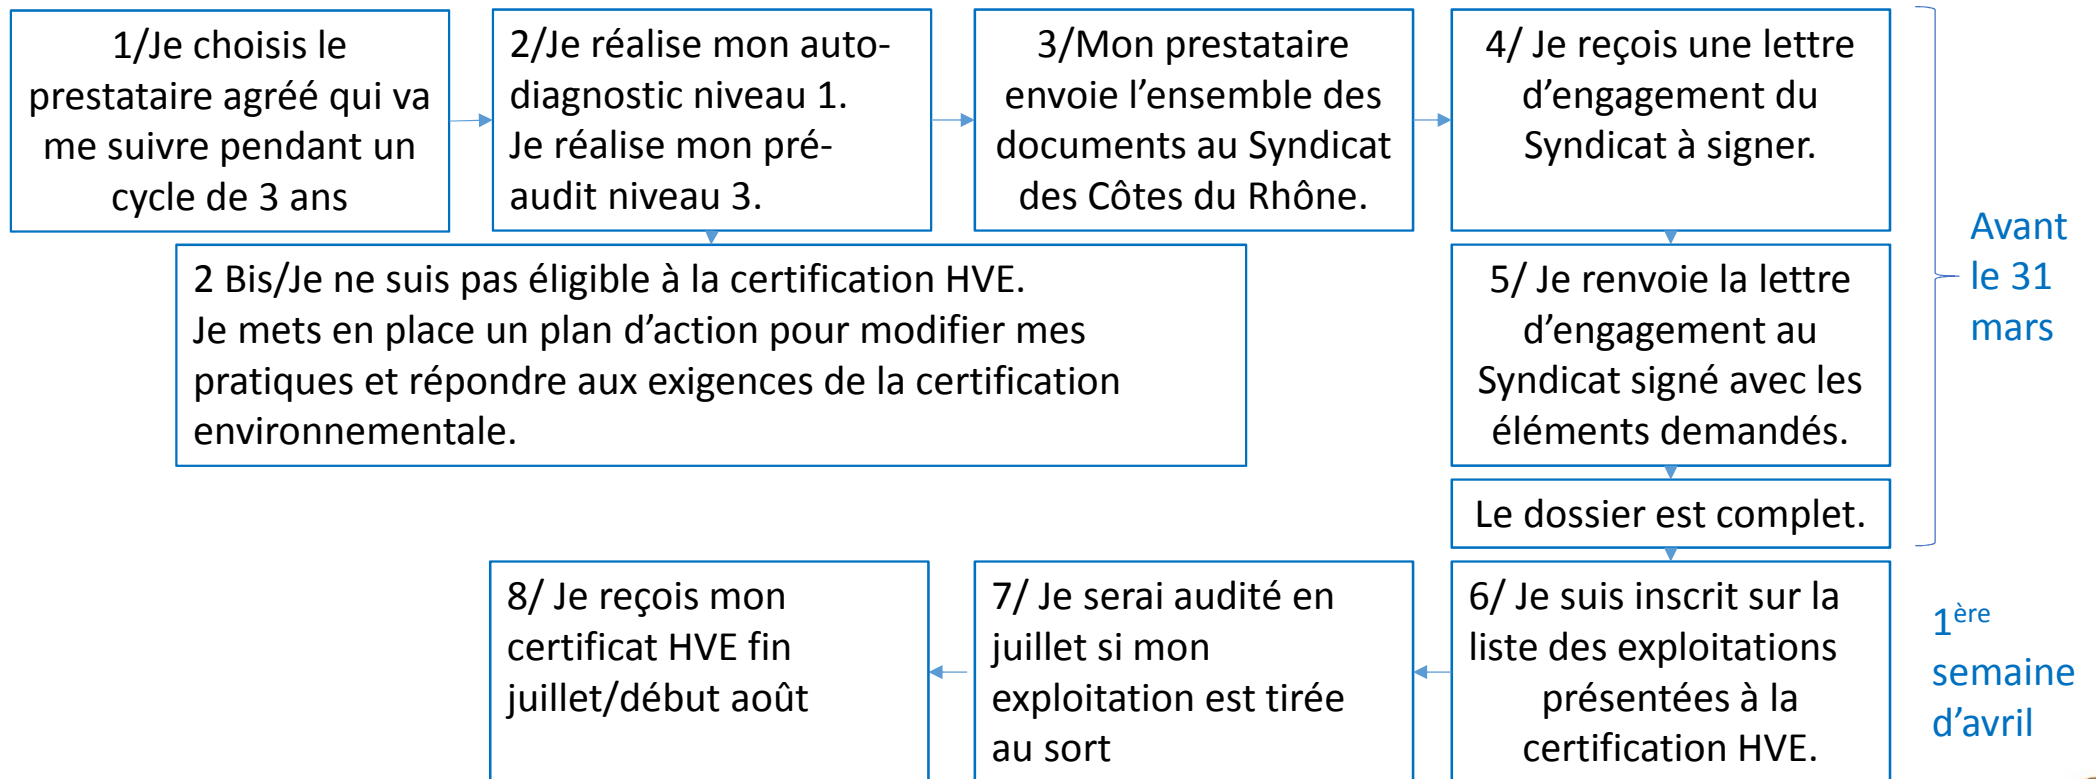 1/Je choisis le
prestataire agréé qui va
me suivre pendant un
cycle de 3 ans
2/Je réalise mon auto-
diagnostic niveau 1.
Je réalise mon pré-
audit niveau 3.
3/Mon prestataire
envoie l’ensemble des
documents au Syndicat
des Côtes du Rhône.
4/ Je reçois une lettre
d’engagement du
Syndicat à signer.
2 Bis/Je ne suis pas éligible à la certification HVE.
Je mets en place un plan d’action pour modifier mes
pratiques et répondre aux exigences de la certification
environnementale.
5/ Je renvoie la lettre
d’engagement au
Syndicat signé avec les
éléments demandés.
Le dossier est complet.
Avant
le 31
mars
6/ Je suis inscrit sur la
liste des exploitations
présentées à la
certification HVE.
1ère
semaine
d’avril
7/ Je serai audité en
juillet si mon
exploitation est tirée
au sort
8/ Je reçois mon
certificat HVE fin
juillet/début août